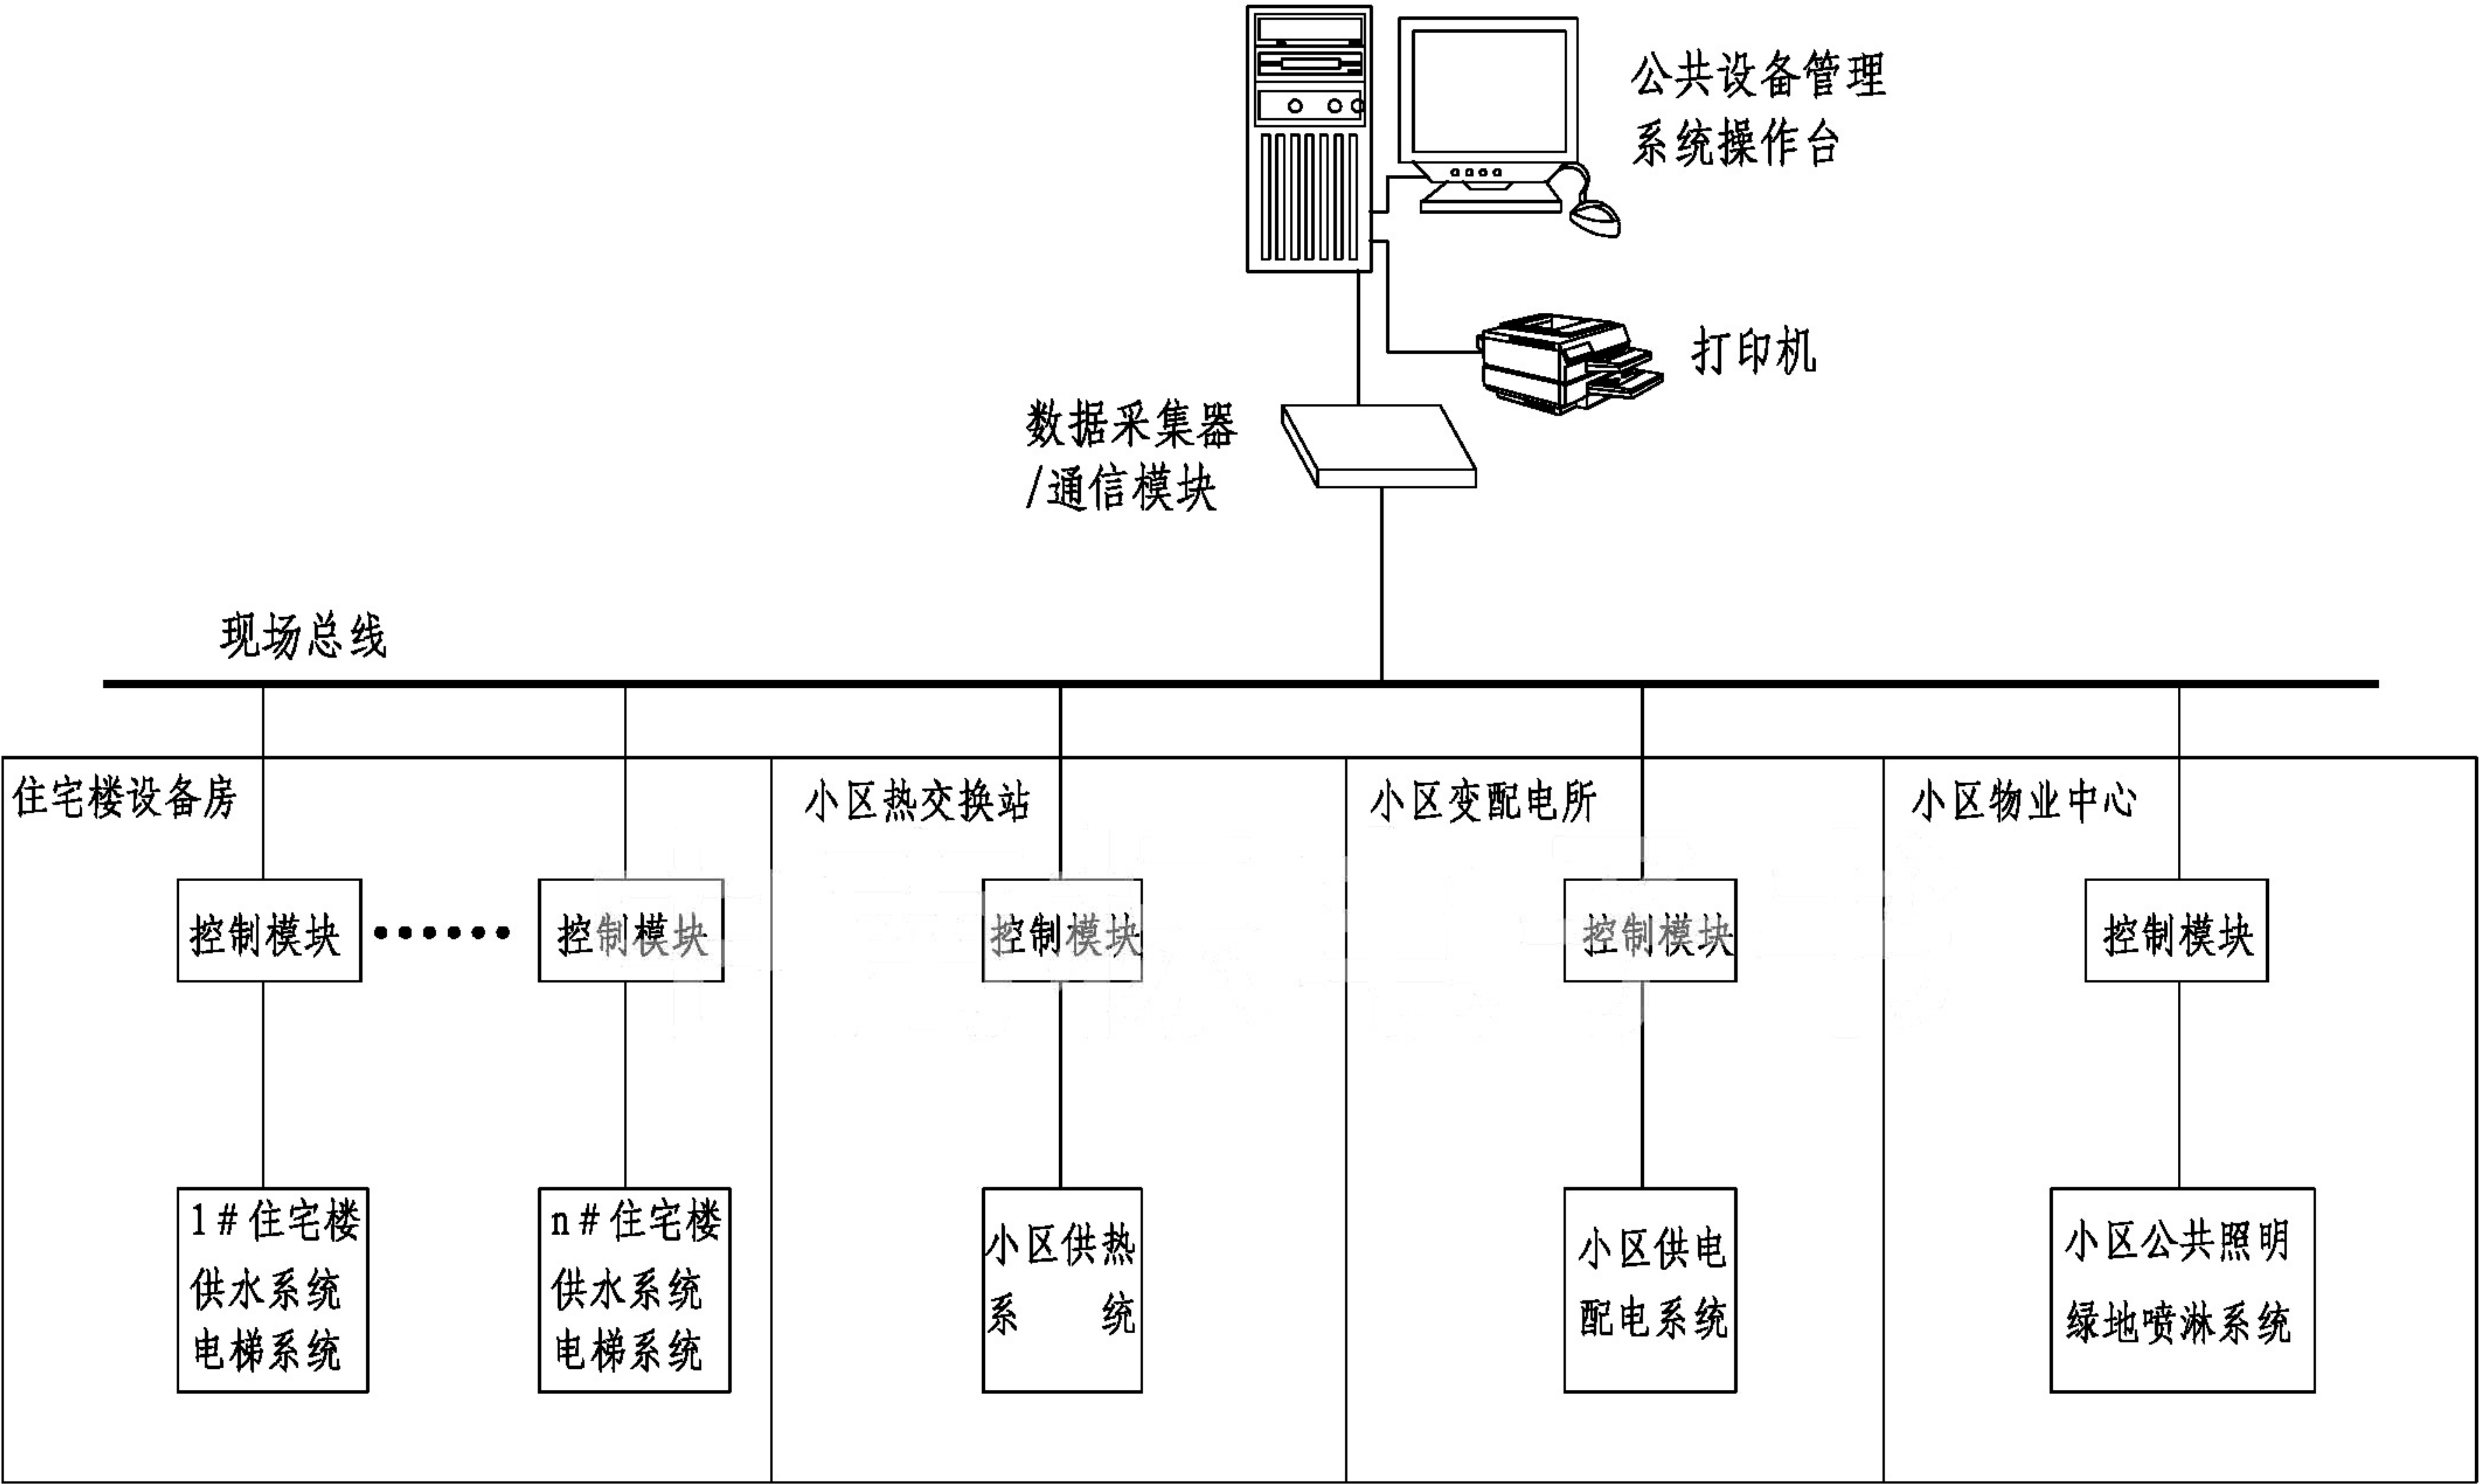 公共设备管理
系统操作台
打印机
数据采集器
/通信模块
现场总线
住宅楼设备房
小区热交换站
小区变配电所
小区物业中心
控制模块
控制模块
控制模块
控制模块
控制模块
1#住宅楼
供水系统
电梯系统
n#住宅楼
供水系统
电梯系统
小区供热
系 统
小区供电
配电系统
小区公共照明
绿地喷淋系统